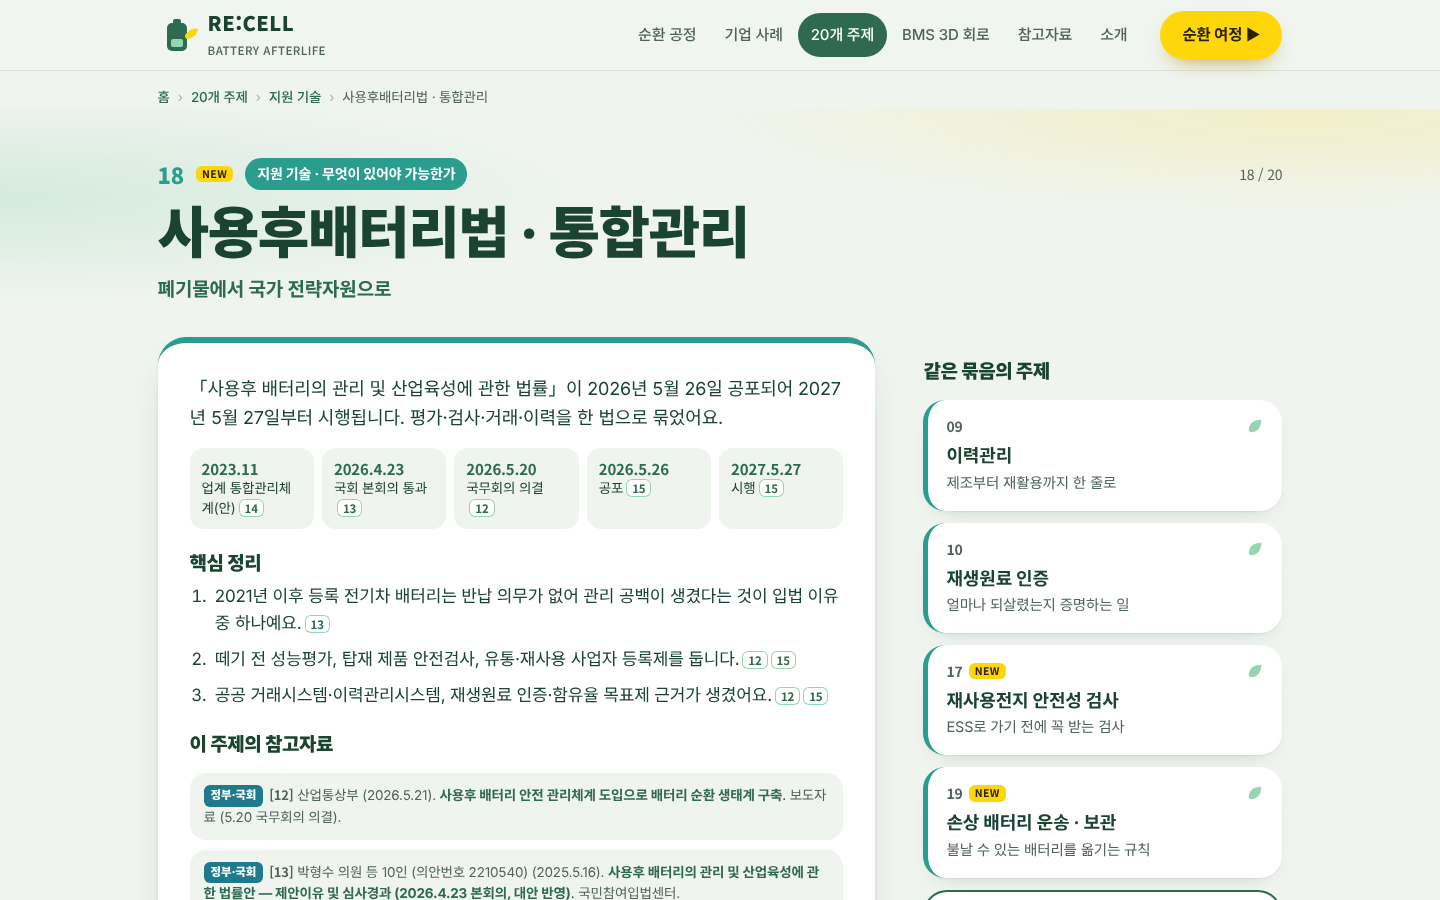 RE:CELL
BATTERY AFTERLIFE
순환 공정
기업 사례
20개 주제
BMS 3D 회로
참고자료
소개
순환 여정 ▶
홈 › 20개 주제 › 지원 기술 › 사용후배터리법 · 통합관리
18 NEW 지원 기술 · 무엇이 있어야 가능한가
18 / 20
사용후배터리법 · 통합관리
폐기물에서 국가 전략자원으로
「사용후 배터리의 관리 및 산업육성에 관한 법률」이 2026년 5월 26일 공포되어 2027
년 5월 27일부터 시행됩니다. 평가·검사·거래·이력을 한 법으로 묶었어요.
2023.11
업계 통합관리체
계(안) 14
2026.4.23
국회 본회의 통과
13
2026.5.20
국무회의 의결
12
2026.5.26
공포 15
2027.5.27
시행 15
핵심 정리
1. 2021년 이후 등록 전기차 배터리는 반납 의무가 없어 관리 공백이 생겼다는 것이 입법 이유
중 하나예요. 13
2. 떼기 전 성능평가, 탑재 제품 안전검사, 유통·재사용 사업자 등록제를 둡니다. 12 15
3. 공공 거래시스템·이력관리시스템, 재생원료 인증·함유율 목표제 근거가 생겼어요. 12 15
이 주제의 참고자료
정부·국회 [12] 산업통상부 (2026.5.21). 사용후 배터리 안전 관리체계 도입으로 배터리 순환 생태계 구축. 보도자
료 (5.20 국무회의 의결).
정부·국회 [13] 박형수 의원 등 10인 (의안번호 2210540) (2025.5.16). 사용후 배터리의 관리 및 산업육성에 관
한 법률안 — 제안이유 및 심사경과 (2026.4.23 본회의, 대안 반영). 국민참여입법센터.
같은 묶음의 주제
09
이력관리
제조부터 재활용까지 한 줄로
10
재생원료 인증
얼마나 되살렸는지 증명하는 일
17 NEW
재사용전지 안전성 검사
ESS로 가기 전에 꼭 받는 검사
19 NEW
손상 배터리 운송 · 보관
불날 수 있는 배터리를 옮기는 규칙